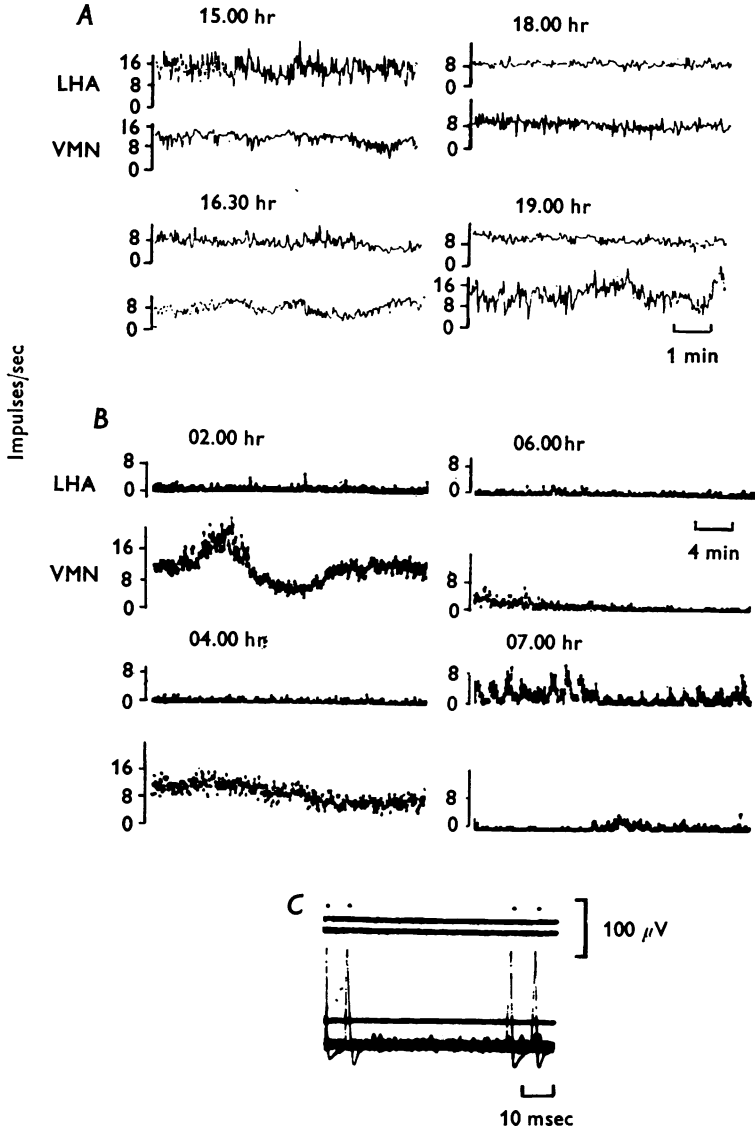 A
15.00 hr
18.00 hr
LHA
16
8
0
8
0
VMN
16
8
0
8
0
16.30 hr
19.00 hr
8
0
8
0
8
0
16
8
0
1 min
Impulses/sec
B
02.00 hr
06.00 hr
LHA
8
0
8
0
4 min
VMN
16
8
0
8
0
04.00 hr
07.00 hr
8
0
8
0
16
8
0
8
0
C
100 μV
10 msec